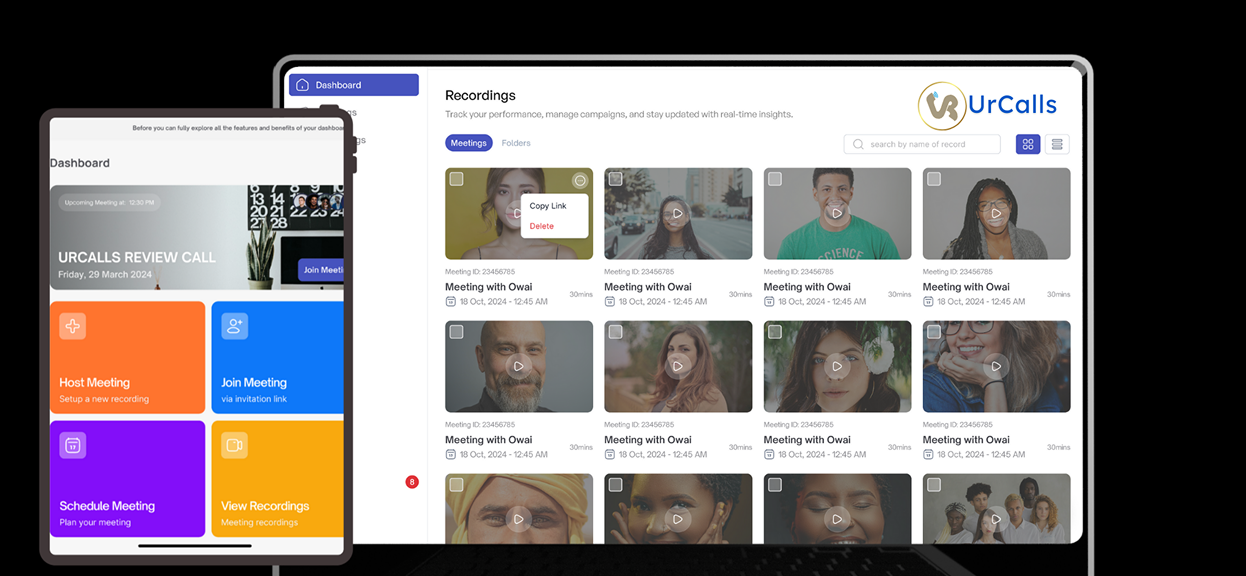 Before you can fully explore all the features and benefits of your dashboar
Dashboard
Upcoming Meeting at: 12:30 PM
URCALLS REVIEW CALL
Friday, 29 March 2024
Join Meeti
Host Meeting
Setup a new recording
Join Meeting
via invitation link
Schedule Meeting
Plan your meeting
View Recordings
Meeting recordings
Dashboard
8
Recordings
Track your performance, manage campaigns, and stay updated with real-time insights.
UrCalls
Meetings
Folders
search by name of record
Copy Link
Delete
SCIENCE
Meeting ID: 23456785
Meeting with Owai
18 Oct, 2024 - 12:45 AM
30mins
Meeting ID: 23456785
Meeting with Owai
18 Oct, 2024 - 12:45 AM
30mins
Meeting ID: 23456785
Meeting with Owai
18 Oct, 2024 - 12:45 AM
30mins
Meeting ID: 23456785
Meeting with Owai
18 Oct, 2024 - 12:45 AM
30mins
Meeting ID: 23456785
Meeting with Owai
18 Oct, 2024 - 12:45 AM
30mins
Meeting ID: 23456785
Meeting with Owai
18 Oct, 2024 - 12:45 AM
30mins
Meeting ID: 23456785
Meeting with Owai
18 Oct, 2024 - 12:45 AM
30mins
Meeting ID: 23456785
Meeting with Owai
18 Oct, 2024 - 12:45 AM
30mins